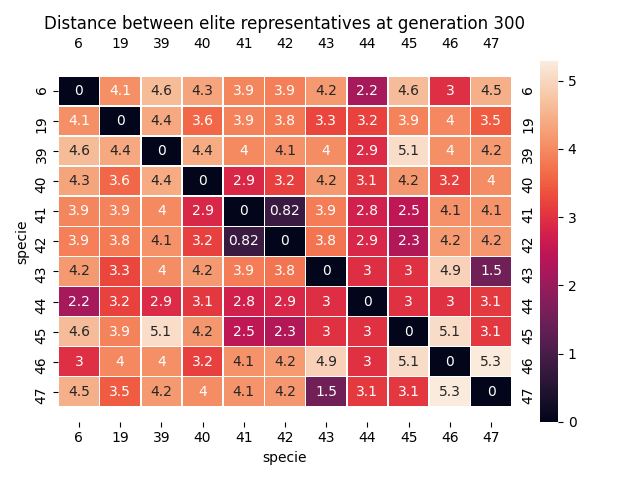 Distance between elite representatives at generation 300
6 19 39 40 41 42 43 44 45 46 47
6 0 4.1 4.6 4.3 3.9 3.9 4.2 2.2 4.6 3 4.5 6
19 4.1 0 4.4 3.6 3.9 3.8 3.3 3.2 3.9 4 3.5 19
39 4.6 4.4 0 4.4 4 4.1 4 2.9 5.1 4 4.2 39
40 4.3 3.6 4.4 0 2.9 3.2 4.2 3.1 4.2 3.2 4 40
41 3.9 3.9 4 2.9 0 0.82 3.9 2.8 2.5 4.1 4.1 41
42 3.9 3.8 4.1 3.2 0.82 0 3.8 2.9 2.3 4.2 4.2 42
43 4.2 3.3 4 4.2 3.9 3.8 0 3 3 4.9 1.5 43
44 2.2 3.2 2.9 3.1 2.8 2.9 3 0 3 3 3.1 44
45 4.6 3.9 5.1 4.2 2.5 2.3 3 3 0 5.1 3.1 45
46 3 4 4 3.2 4.1 4.2 4.9 3 5.1 0 5.3 46
47 4.5 3.5 4.2 4 4.1 4.2 1.5 3.1 3.1 5.3 0 47
6 19 39 40 41 42 43 44 45 46 47
specie
specie
5
4
3
2
1
0